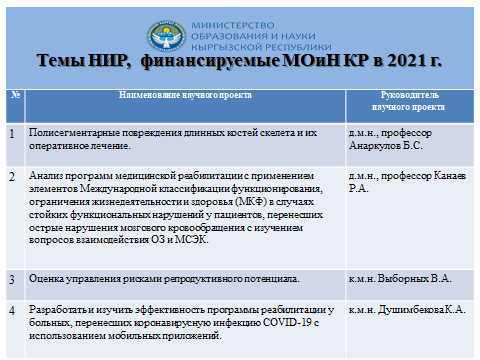 МИНИСТЕРСТВО
ОБРАЗОВАНИЯ И НАУКИ
КЫРГЫЗСКОЙ РЕСПУБЛИКИ
Темы НИР, финансируемые МОиН КР в 2021 г.
№ Наименование научного проекта Руководитель
научного проекта
1 Полисегментарные повреждения длинных костей скелета и их д.м.н., профессор
оперативное лечение. Анаркулов Б.С.
2 Анализ программ медицинской реабилитации с применением д.м.н., профессор Канаев
элементов Международной классификации функционирования, Р.А.
ограничения жизнедеятельности и здоровья (МКФ) в случаях
стойких функциональных нарушений у пациентов, перенесших
острые нарушения мозгового кровообращения с изучением
вопросов взаимодействия ОЗ и МСЭК.
3 Оценка управления рисками репродуктивного потенциала. к.м.н. Выборных В.А.
4 Разработать и изучить эффективность программы реабилитации у к.м.н. Душимбекова К.А.
больных, перенесших коронавирусную инфекцию COVID-19 с
использованием мобильных приложений.